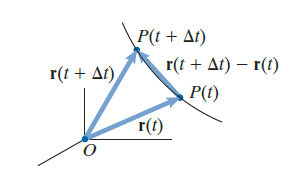 P(t + Δt)
r(t + Δt) − r(t)
r(t + Δt)
P(t)
r(t)
O